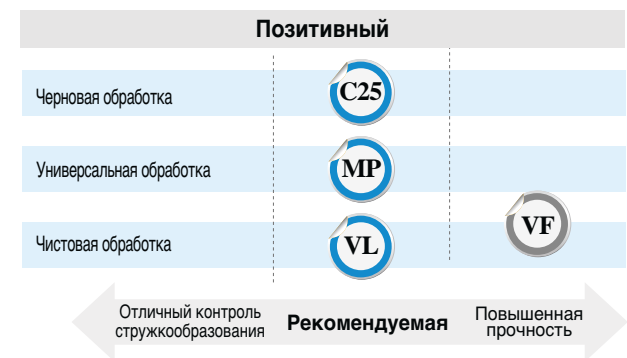 Позитивный
Черновая обработка
C25
Универсальная обработка
MP
Чистовая обработка
VL
VF
Отличный контроль
стружкообразования
Рекомендуемая
Повышенная
прочность